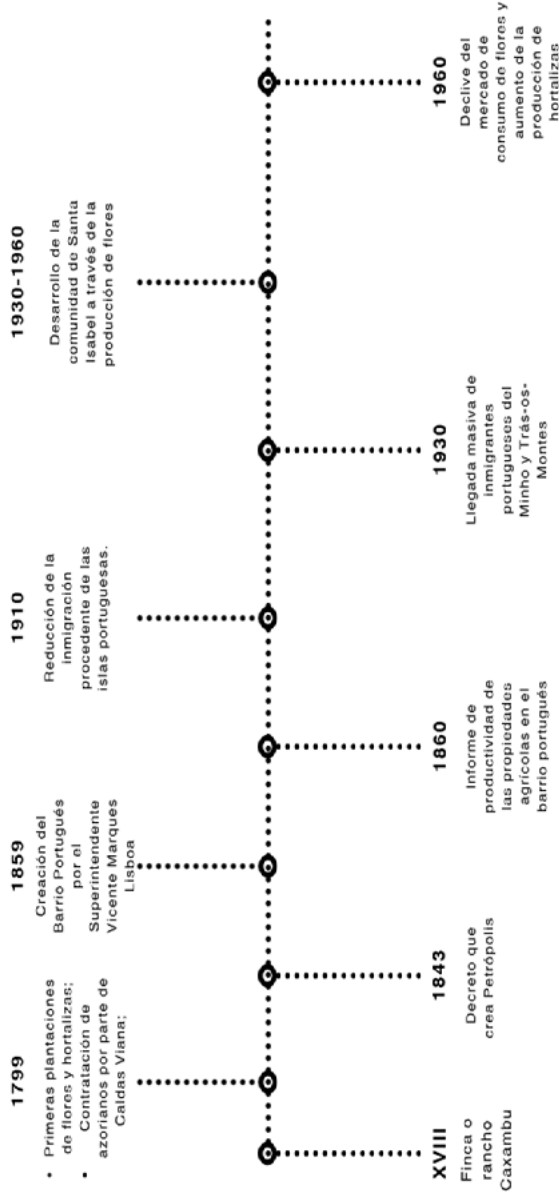 XVIII
Finca o
rancho
Caxambu
1799
• Primeras plantaciones
de flores y hortalizas;
• Contratación de
azorianos por parte de
Caldas Viana;
1843
Decreto que
crea Petrópolis
1859
Creación del
Barrio Portugués
por el
Superintendente
Vicente Marques
Lisboa
1860
Informe de
productividad de
las propiedades
agrícolas en el
barrio portugués
1910
Reducción de la
inmigración
procedente de las
islas portuguesas.
1930
Llegada masiva de
inmigrantes
portugueses del
Minho y Trás-os-
Montes
1930-1960
Desarrollo de la
comunidad de Santa
Isabel a través de la
producción de flores
1960
Declive del
mercado de
consumo de flores y
aumento de la
producción de
hortalizas